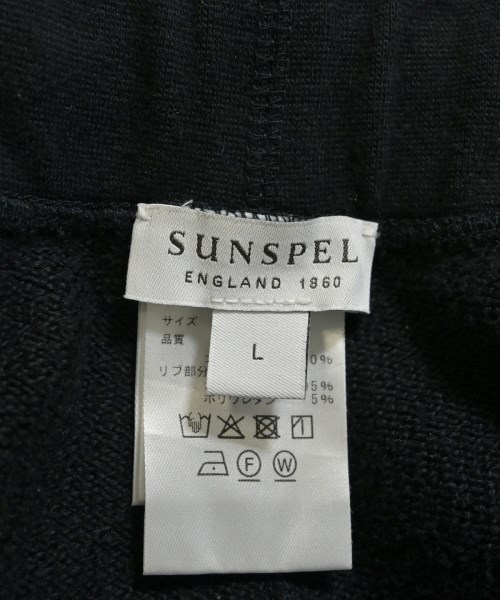 SUNSPEL
ENGLAND 1860
L
サイズ
品質
0%
リブ部分
5%
ポリウレタン 5%
F W